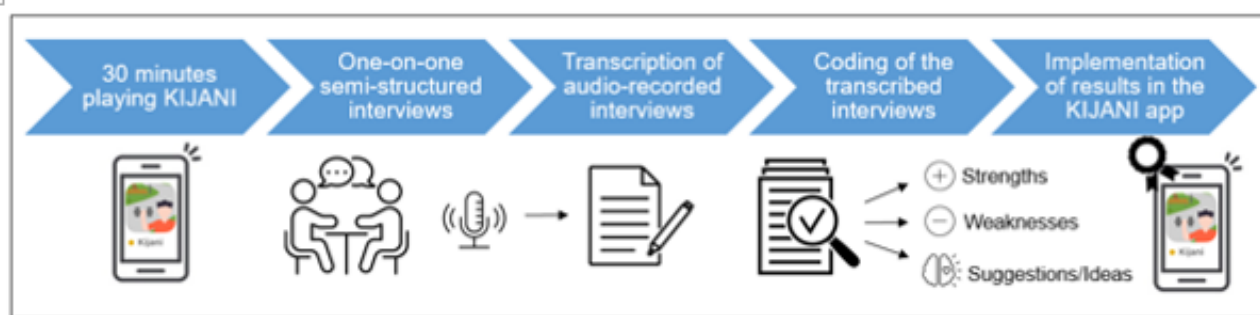 30 minutes
playing KIJANI
One-on-one
semi-structured
interviews
Transcription of
audio-recorded
interviews
Coding of the
transcribed
interviews
Implementation
of results in the
KIJANI app
Kijani
Strengths
Weaknesses
Suggestions/Ideas
Kijani